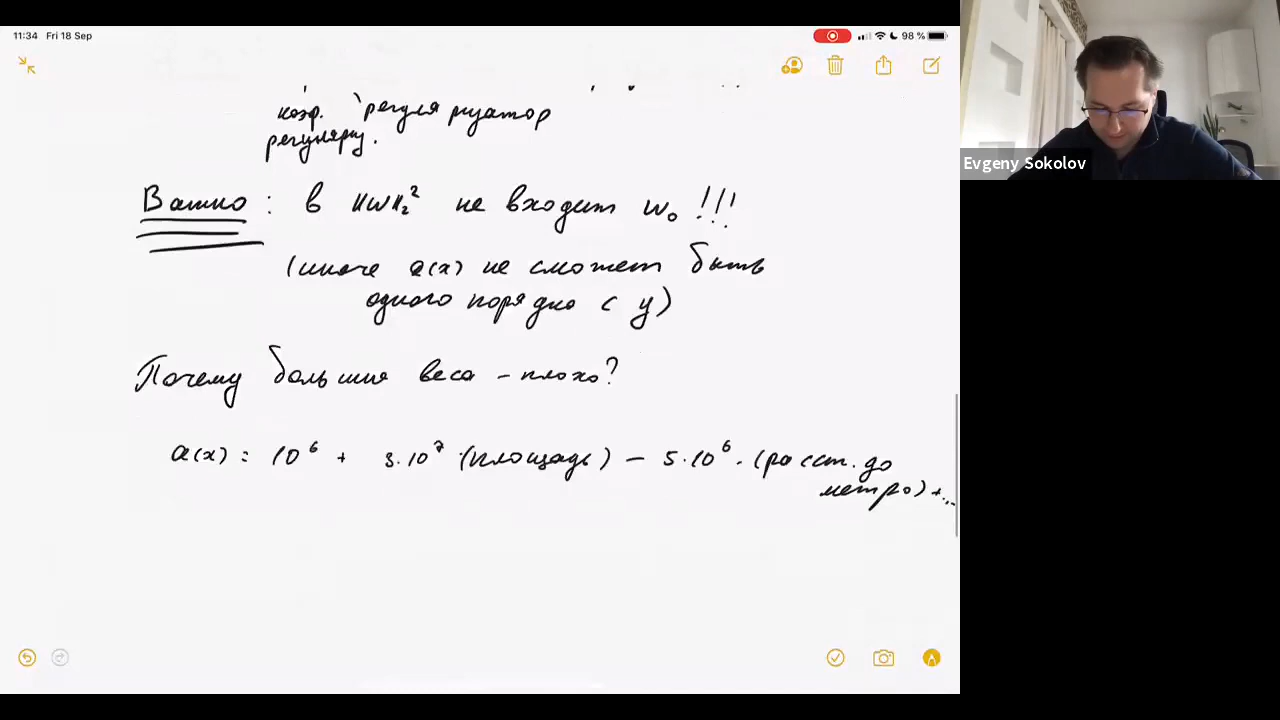 11:34 Fri 18 Sep
98 %
коэф. регуляризатор
регуляриз.
Evgeny Sokolov
Важно: в ||w||₂² не входит w₀ !!!
(иначе a(x) не сможет быть
одного порядка с y)
Почему большие веса – плохо?
a(x) = 10⁶ + 3·10⁷·(площадь) – 5·10⁶·(расст. до
метро) + ...